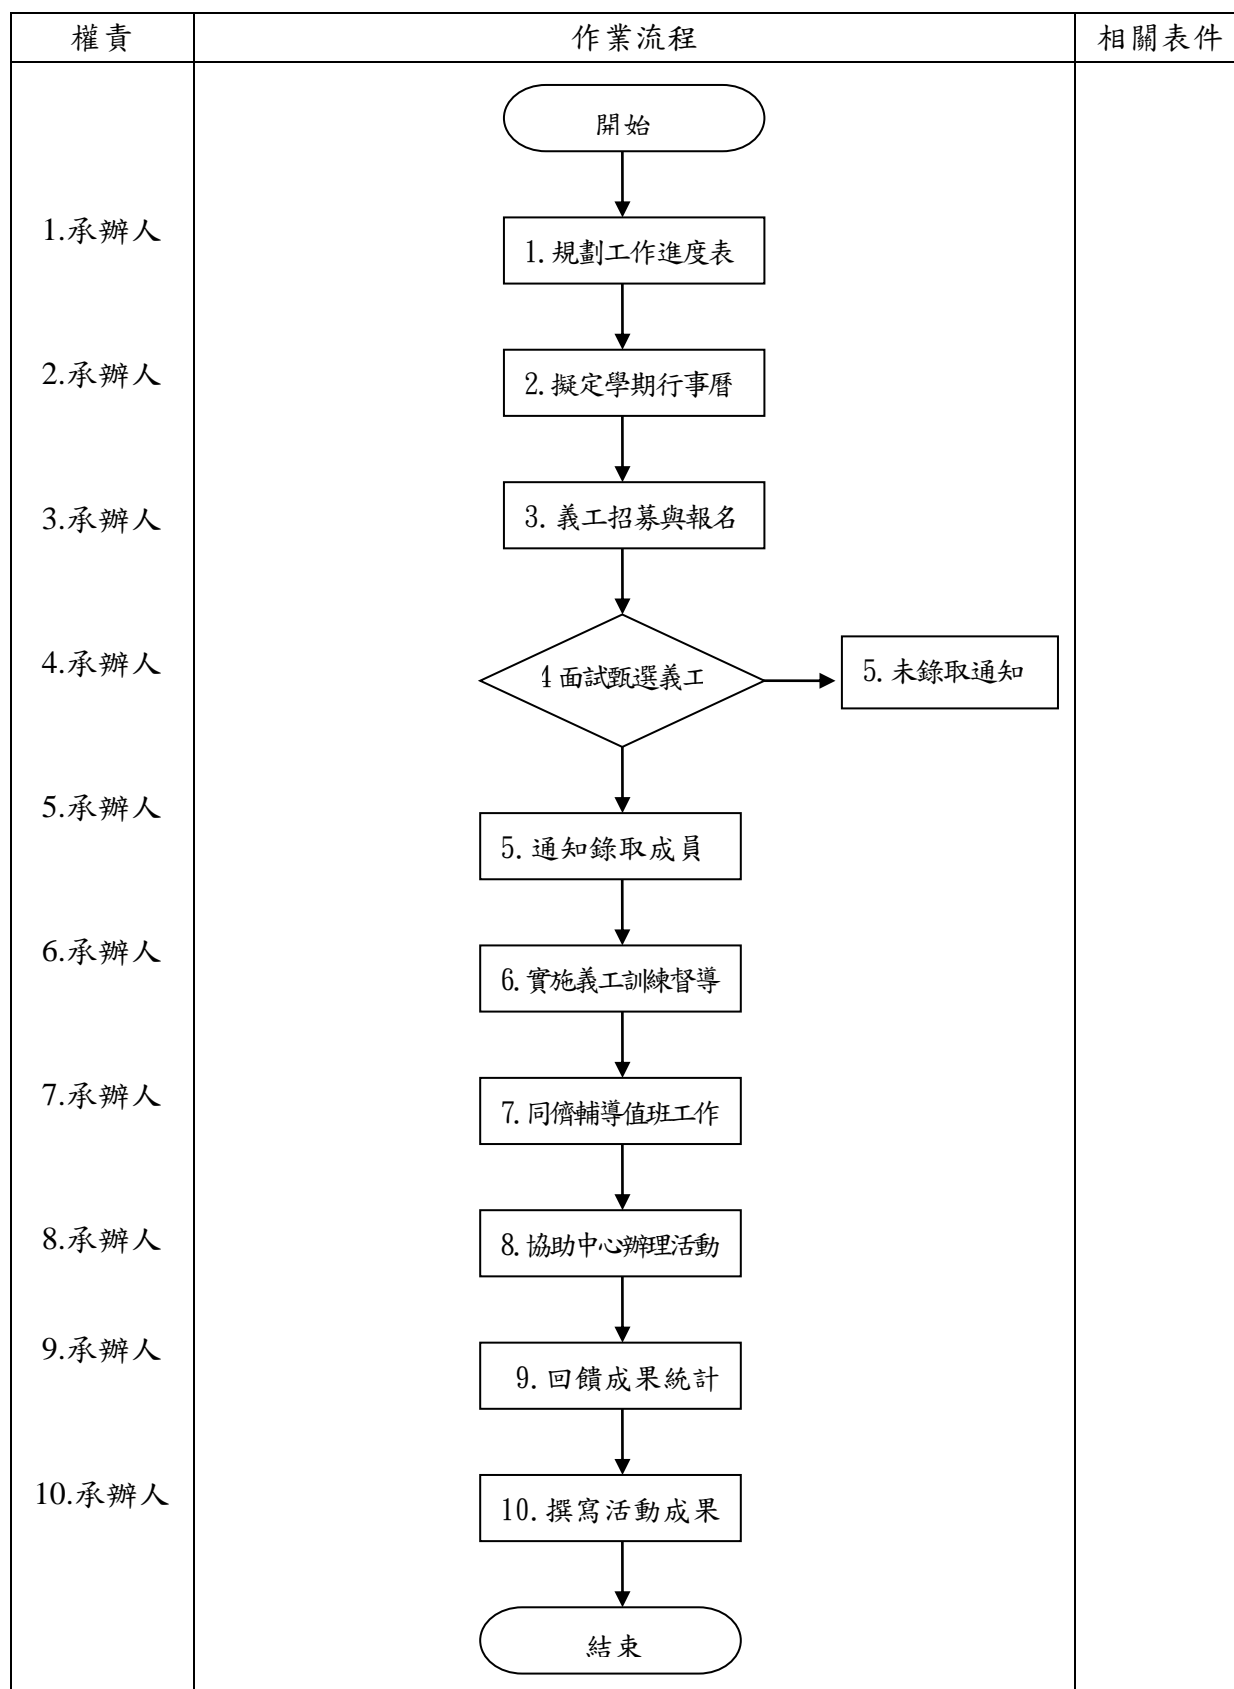 權責 作業流程 相關表件
開始
1.承辦人 1.規劃工作進度表
2.承辦人 2.擬定學期行事曆
3.承辦人 3.義工招募與報名
4.承辦人 4 面試甄選義工 5.未錄取通知
5.承辦人 5.通知錄取成員
6.承辦人 6.實施義工訓練督導
7.承辦人 7.同儕輔導值班工作
8.承辦人 8.協助中心辦理活動
9.承辦人 9.回饋成果統計
10.承辦人 10.撰寫活動成果
結束